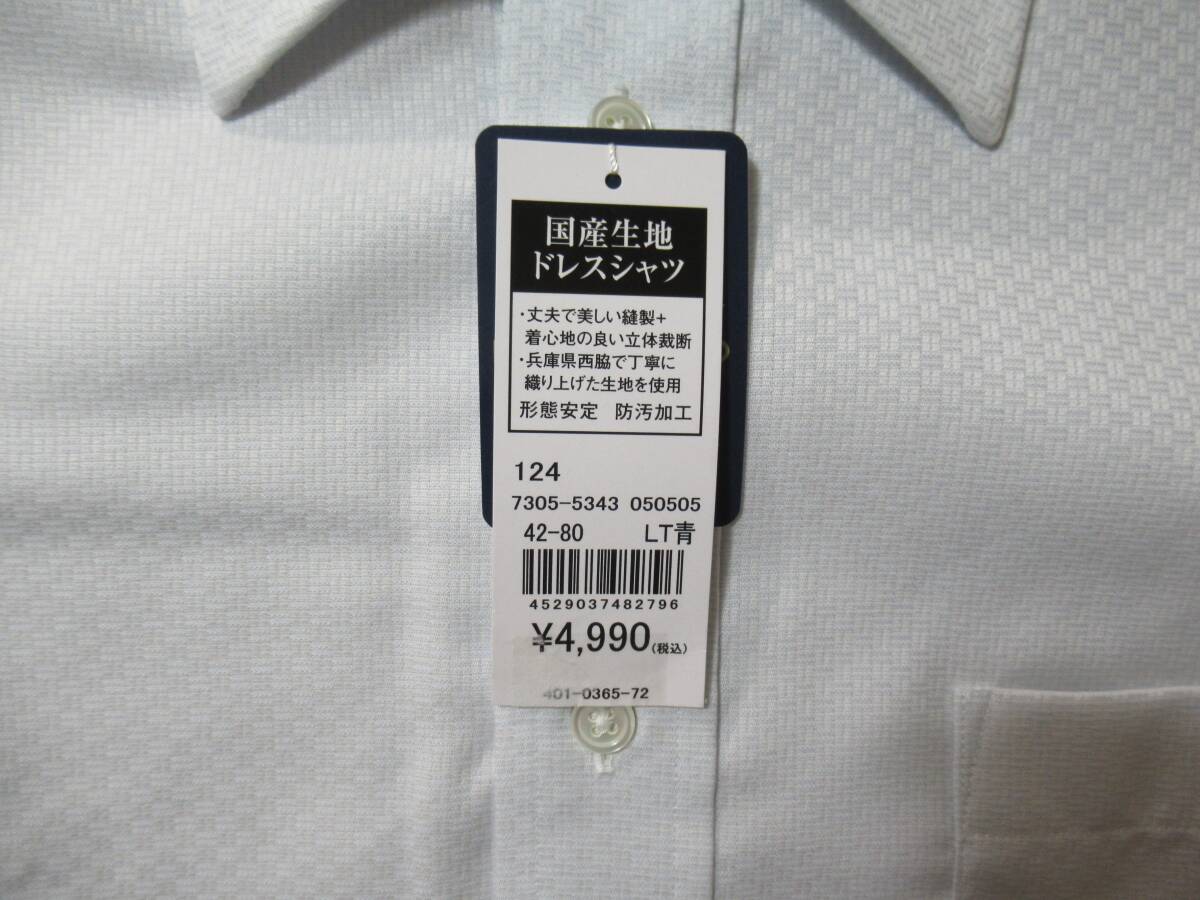 国産生地
ドレスシャツ
・丈夫で美しい縫製+
着心地の良い立体裁断
・兵庫県西脇で丁寧に
織り上げた生地を使用
形態安定 防汚加工
124
7305-5343 050505
42-80 LT青
4529037482796
¥4,990(税込)
401-0365-72